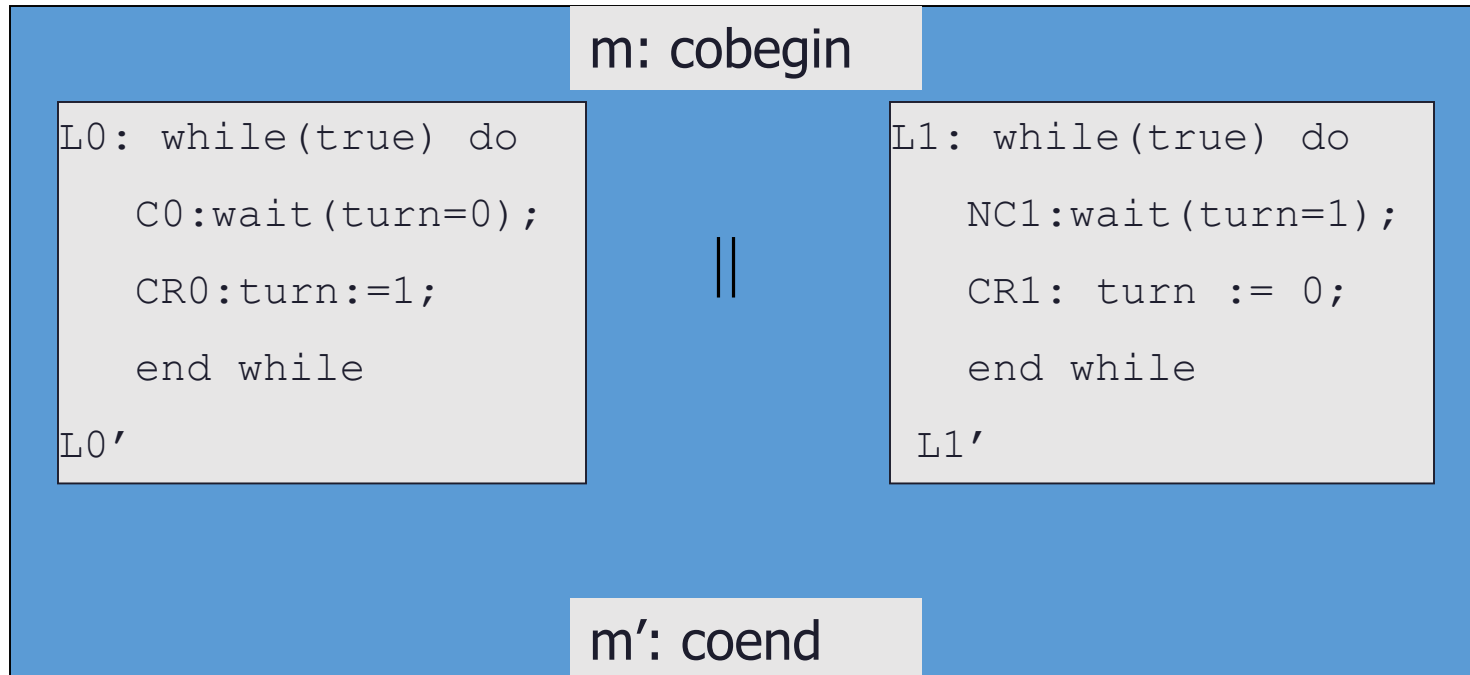 m: cobegin
L0: while(true) do
C0:wait(turn=0);
CR0:turn:=1;
end while
L0’
||
L1: while(true) do
NC1:wait(turn=1);
CR1: turn := 0;
end while
L1’
m’: coend